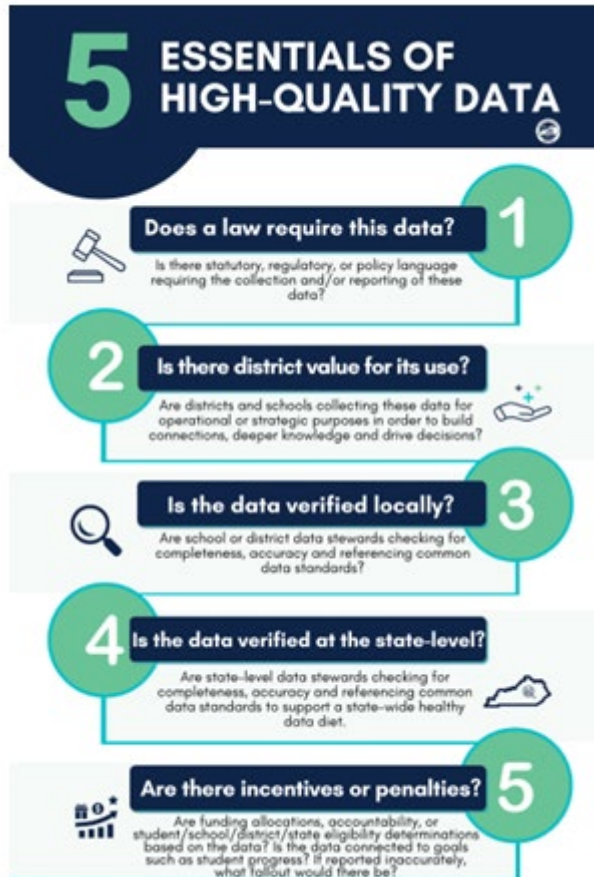 5
ESSENTIALS OF
HIGH-QUALITY DATA
1
Does a law require this data?
Is there statutory, regulatory, or policy language
requiring the collection and/or reporting of these
data?
2
Is there district value for its use?
Are districts and schools collecting these data for
operational or strategic purposes in order to build
connections, deeper knowledge and drive decisions?
3
Is the data verified locally?
Are school or district data stewards checking for
completeness, accuracy and referencing common
data standards?
4
Is the data verified at the state-level?
Are state-level data stewards checking for
completeness, accuracy and referencing common
data standards to support a state-wide healthy
data diet.
5
Are there incentives or penalties?
Are funding allocations, accountability, or
student/school/district/state eligibility determinations
based on the data? Is the data connected to goals
such as student progress? If reported inaccurately,
what fallout would there be?